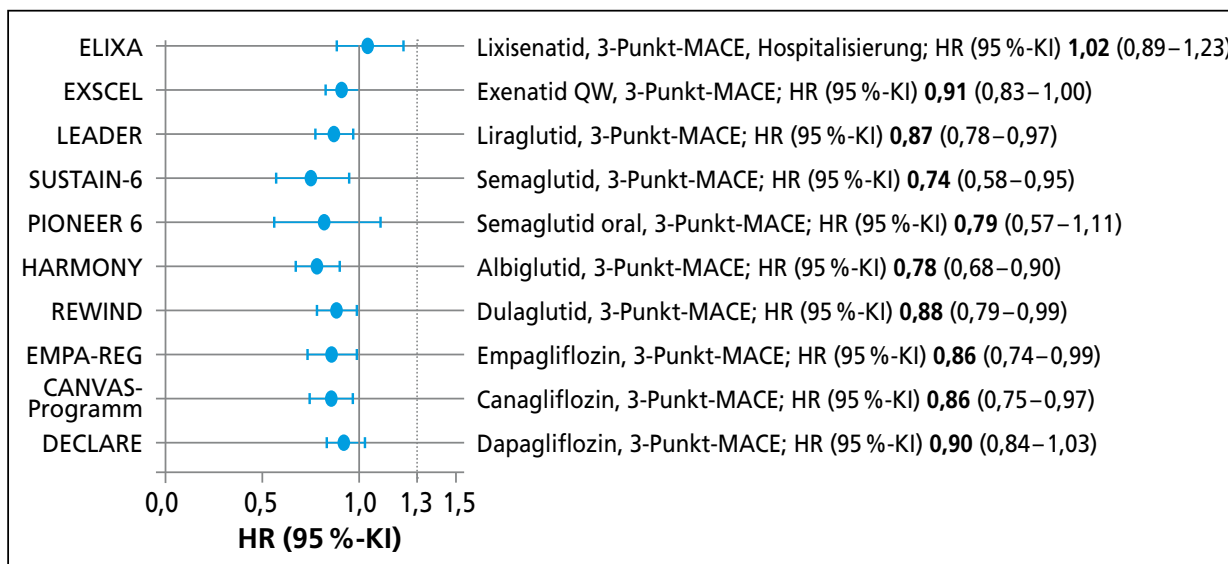 ELIXA Lixisenatid, 3-Punkt-MACE, Hospitalisierung; HR (95 %-KI) 1,02 (0,89–1,23)
EXSCEL Exenatid QW, 3-Punkt-MACE; HR (95 %-KI) 0,91 (0,83–1,00)
LEADER Liraglutid, 3-Punkt-MACE; HR (95 %-KI) 0,87 (0,78–0,97)
SUSTAIN-6 Semaglutid, 3-Punkt-MACE; HR (95 %-KI) 0,74 (0,58–0,95)
PIONEER 6 Semaglutid oral, 3-Punkt-MACE; HR (95 %-KI) 0,79 (0,57–1,11)
HARMONY Albiglutid, 3-Punkt-MACE; HR (95 %-KI) 0,78 (0,68–0,90)
REWIND Dulaglutid, 3-Punkt-MACE; HR (95 %-KI) 0,88 (0,79–0,99)
EMPA-REG Empagliflozin, 3-Punkt-MACE; HR (95 %-KI) 0,86 (0,74–0,99)
CANVAS-
Programm Canagliflozin, 3-Punkt-MACE; HR (95 %-KI) 0,86 (0,75–0,97)
DECLARE Dapagliflozin, 3-Punkt-MACE; HR (95 %-KI) 0,90 (0,84–1,03)
0,0 0,5 1,0 1,3 1,5
HR (95 %-KI)